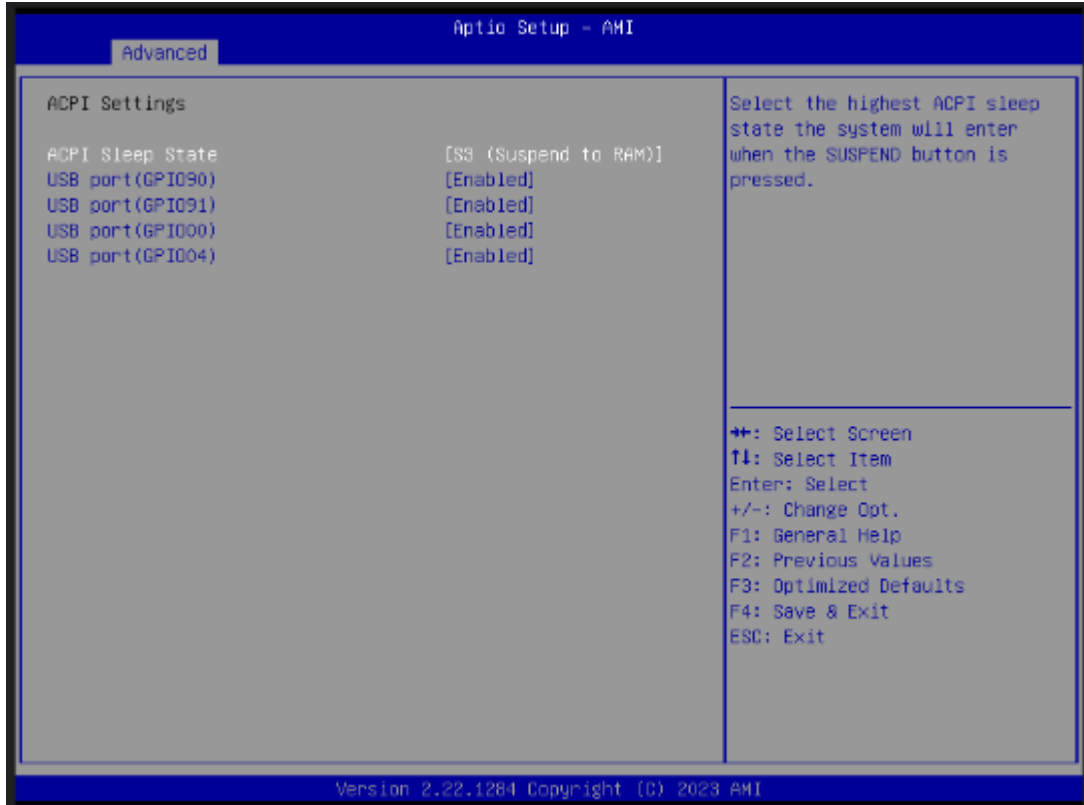 Aptio Setup - AMI
Advanced
ACPI Settings
ACPI Sleep State [S3 (Suspend to RAM)]
USB port(GPIO90) [Enabled]
USB port(GPIO91) [Enabled]
USB port(GPIO00) [Enabled]
USB port(GPIO04) [Enabled]
Select the highest ACPI sleep
state the system will enter
when the SUSPEND button is
pressed.
→←: Select Screen
↑↓: Select Item
Enter: Select
+/-: Change Opt.
F1: General Help
F2: Previous Values
F3: Optimized Defaults
F4: Save & Exit
ESC: Exit
Version 2.22.1284 Copyright (C) 2023 AMI